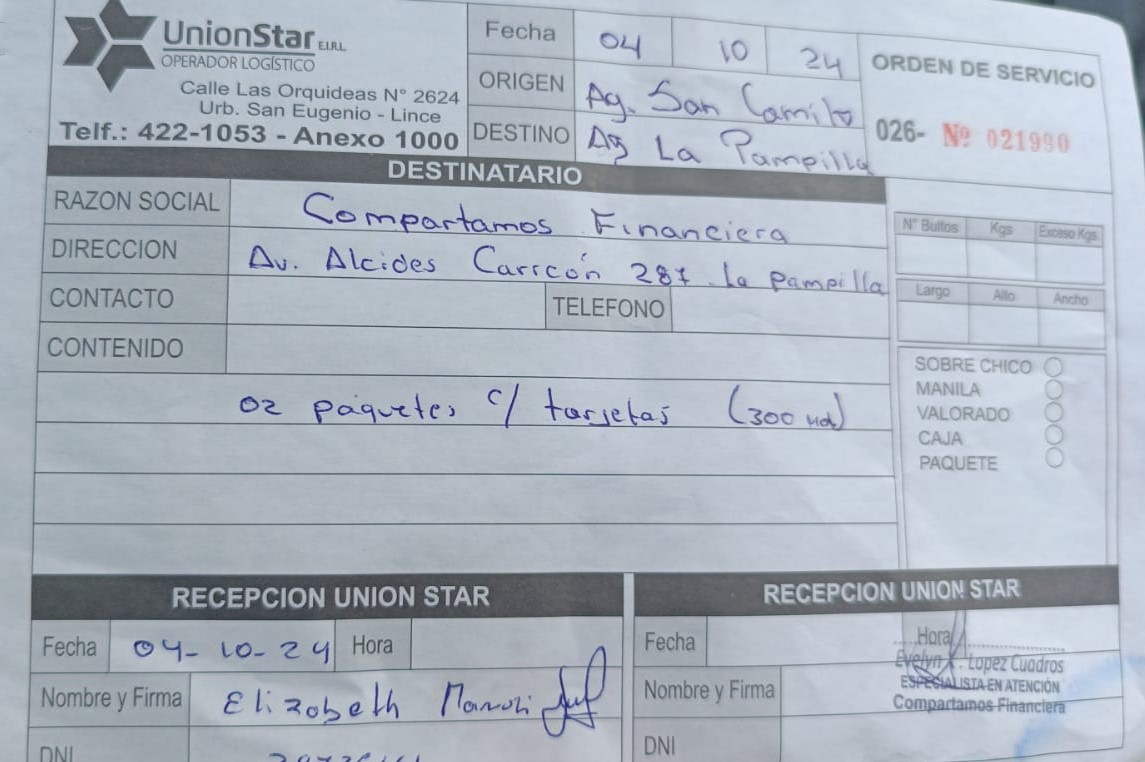 UnionStar E.I.R.L.
OPERADOR LOGÍSTICO
Calle Las Orquideas N° 2624
Urb. San Eugenio - Lince
Telf.: 422-1053 - Anexo 1000
Fecha 04 10 24
ORIGEN Ag. San Camilo
DESTINO Ag La Pampilla
ORDEN DE SERVICIO
026- Nº 021990
DESTINATARIO
RAZON SOCIAL Compartamos Financiera
DIRECCION Av. Alcides Carrión 287 La Pampilla
CONTACTO TELEFONO
CONTENIDO
02 paquetes c/ tarjetas (300 und)
N° Bultos Kgs Exceso Kgs.
Largo Alto Ancho
SOBRE CHICO
MANILA
VALORADO
CAJA
PAQUETE
RECEPCION UNION STAR
Fecha 04-10-24 Hora
Nombre y Firma Elizabeth Mamani
DNI
RECEPCION UNION STAR
Fecha Hora
Evelyn Lopez Cuadros
ESPECIALISTA EN ATENCIÓN
Compartamos Financiera
Nombre y Firma
DNI